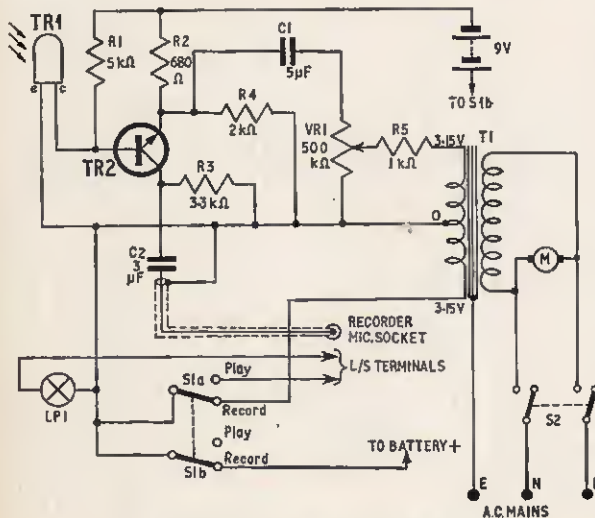 TR1
e c
R1
5kΩ
R2
680
Ω
C1
5μF
9V
TO S1b
R4
2kΩ
VR1
500
kΩ
R5
1kΩ
3-15V
T1
TR2
R3
3·3kΩ
0
C2
3
μF
M
3-15V
RECORDER
MIC. SOCKET
Play
L/S TERMINALS
S1a
Record
LP1
Play
S2
Record
TO BATTERY+
S1b
E N
A.C. MAINS